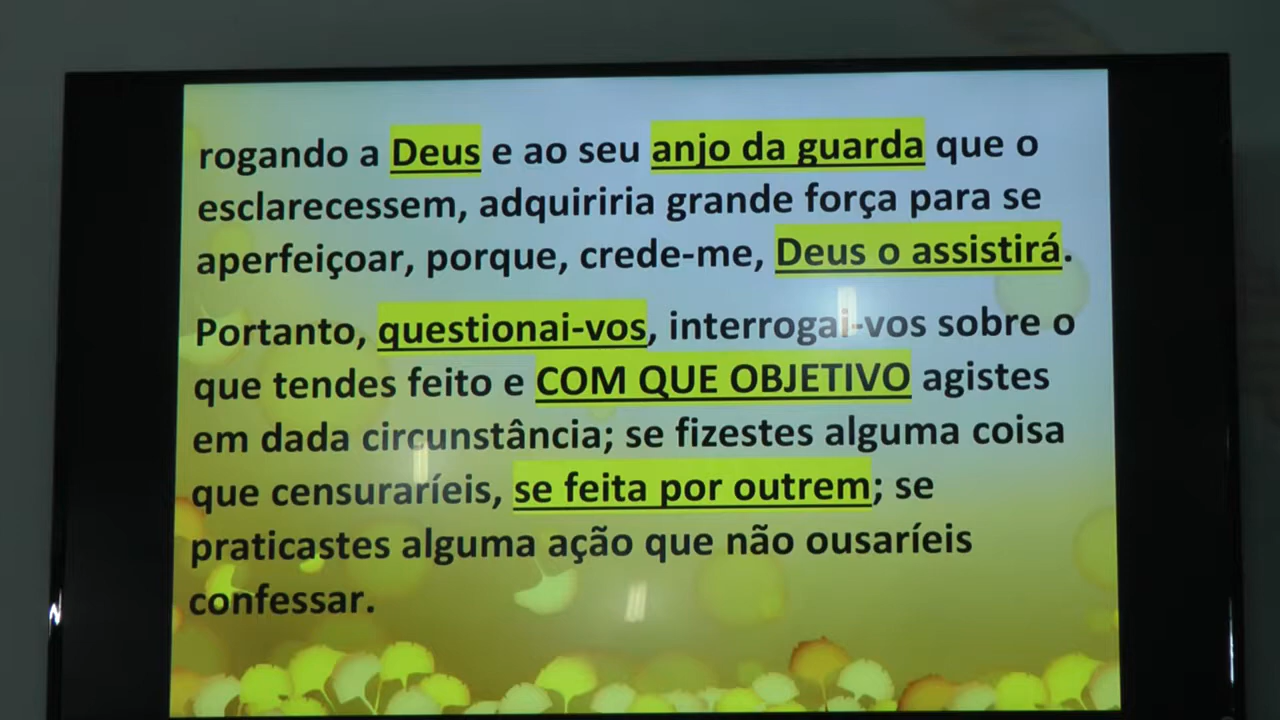 rogando a Deus e ao seu anjo da guarda que o
esclarecessem, adquiriria grande força para se
aperfeiçoar, porque, crede-me, Deus o assistirá.
Portanto, questionai-vos, interrogai-vos sobre o
que tendes feito e COM QUE OBJETIVO agistes
em dada circunstância; se fizestes alguma coisa
que censuraríeis, se feita por outrem; se
praticastes alguma ação que não ousaríeis
confessar.